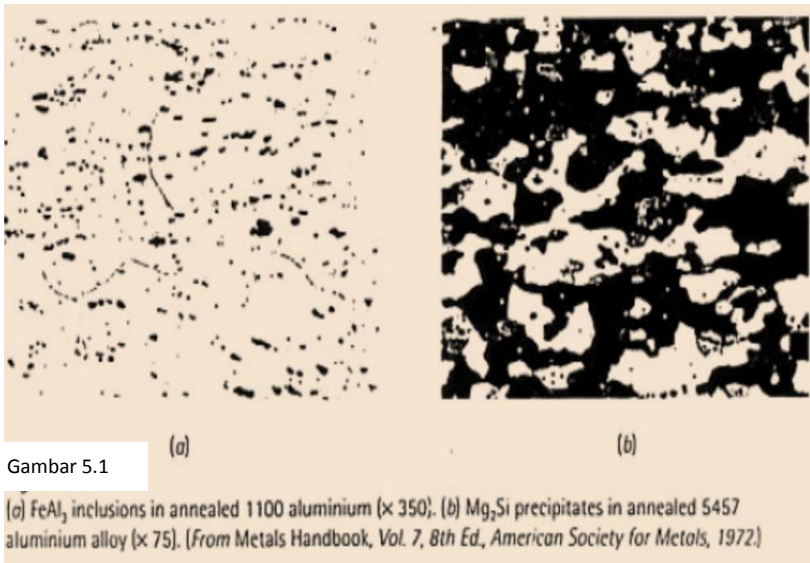 (a)
(b)
Gambar 5.1
(a) FeAl₃ inclusions in annealed 1100 aluminium (× 350). (b) Mg₂Si precipitates in annealed 5457
aluminium alloy (× 75). (From Metals Handbook, Vol. 7, 8th Ed., American Society for Metals, 1972.)